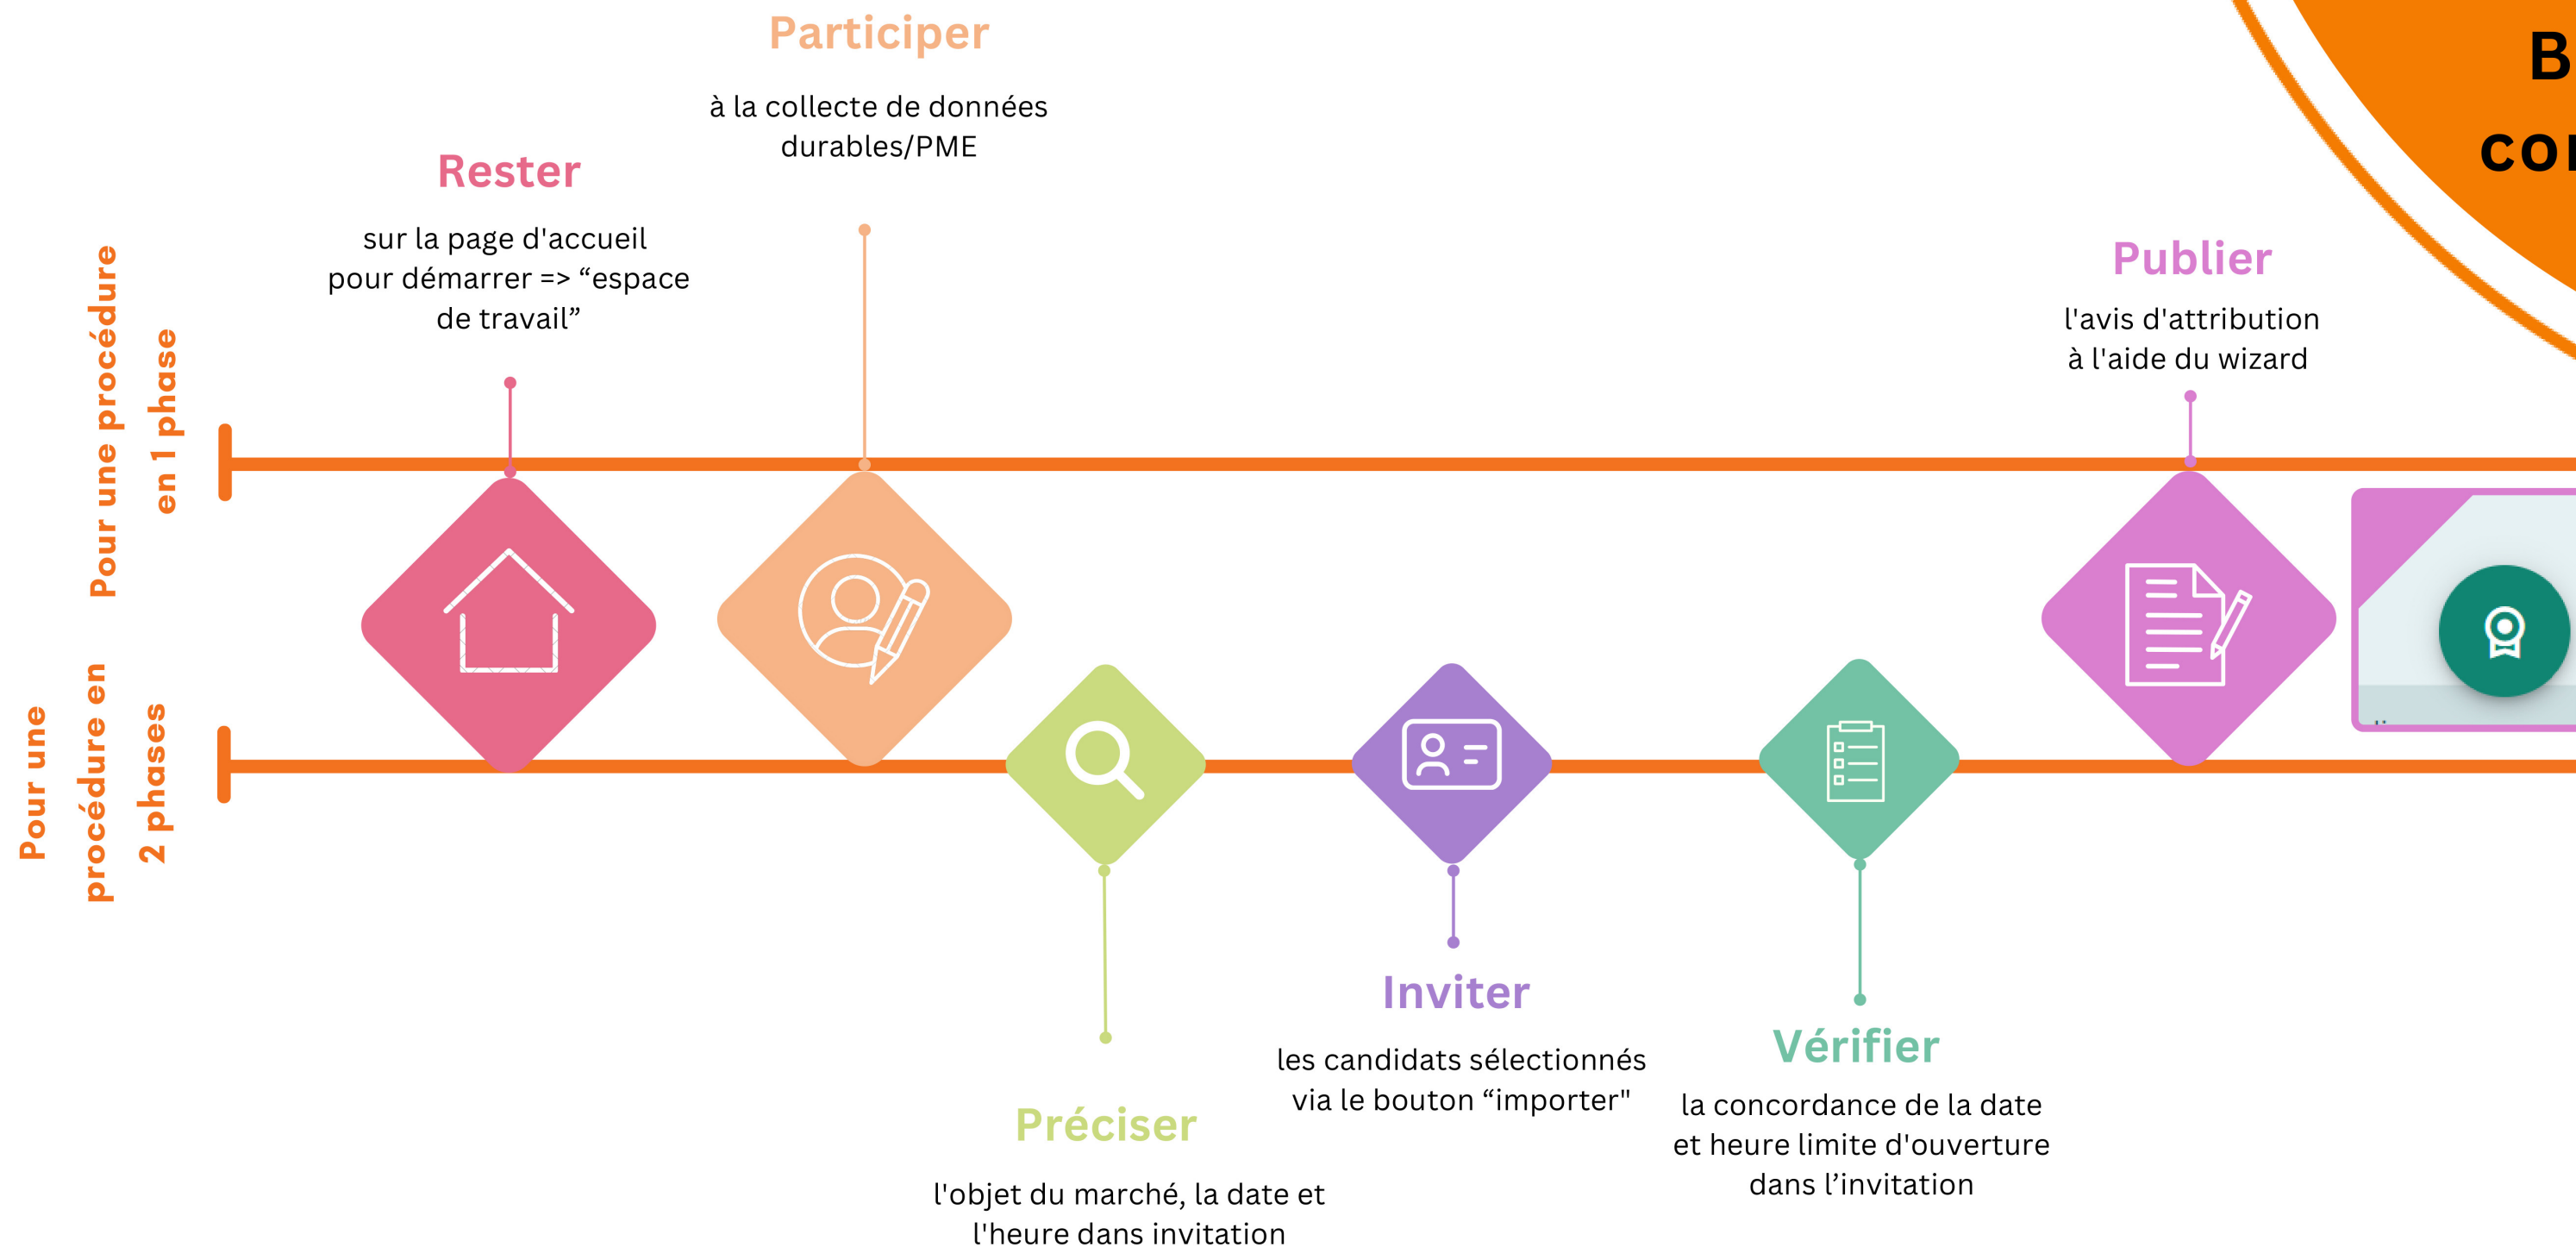 Participer
à la collecte de données
durables/PME
Rester
sur la page d'accueil
pour démarrer => “espace
de travail”
Publier
l'avis d'attribution
à l'aide du wizard
Pour une procédure
en 1 phase
Pour une
procédure en
2 phases
Inviter
les candidats sélectionnés
via le bouton “importer"
Vérifier
la concordance de la date
et heure limite d'ouverture
dans l’invitation
Préciser
l'objet du marché, la date et
l'heure dans invitation